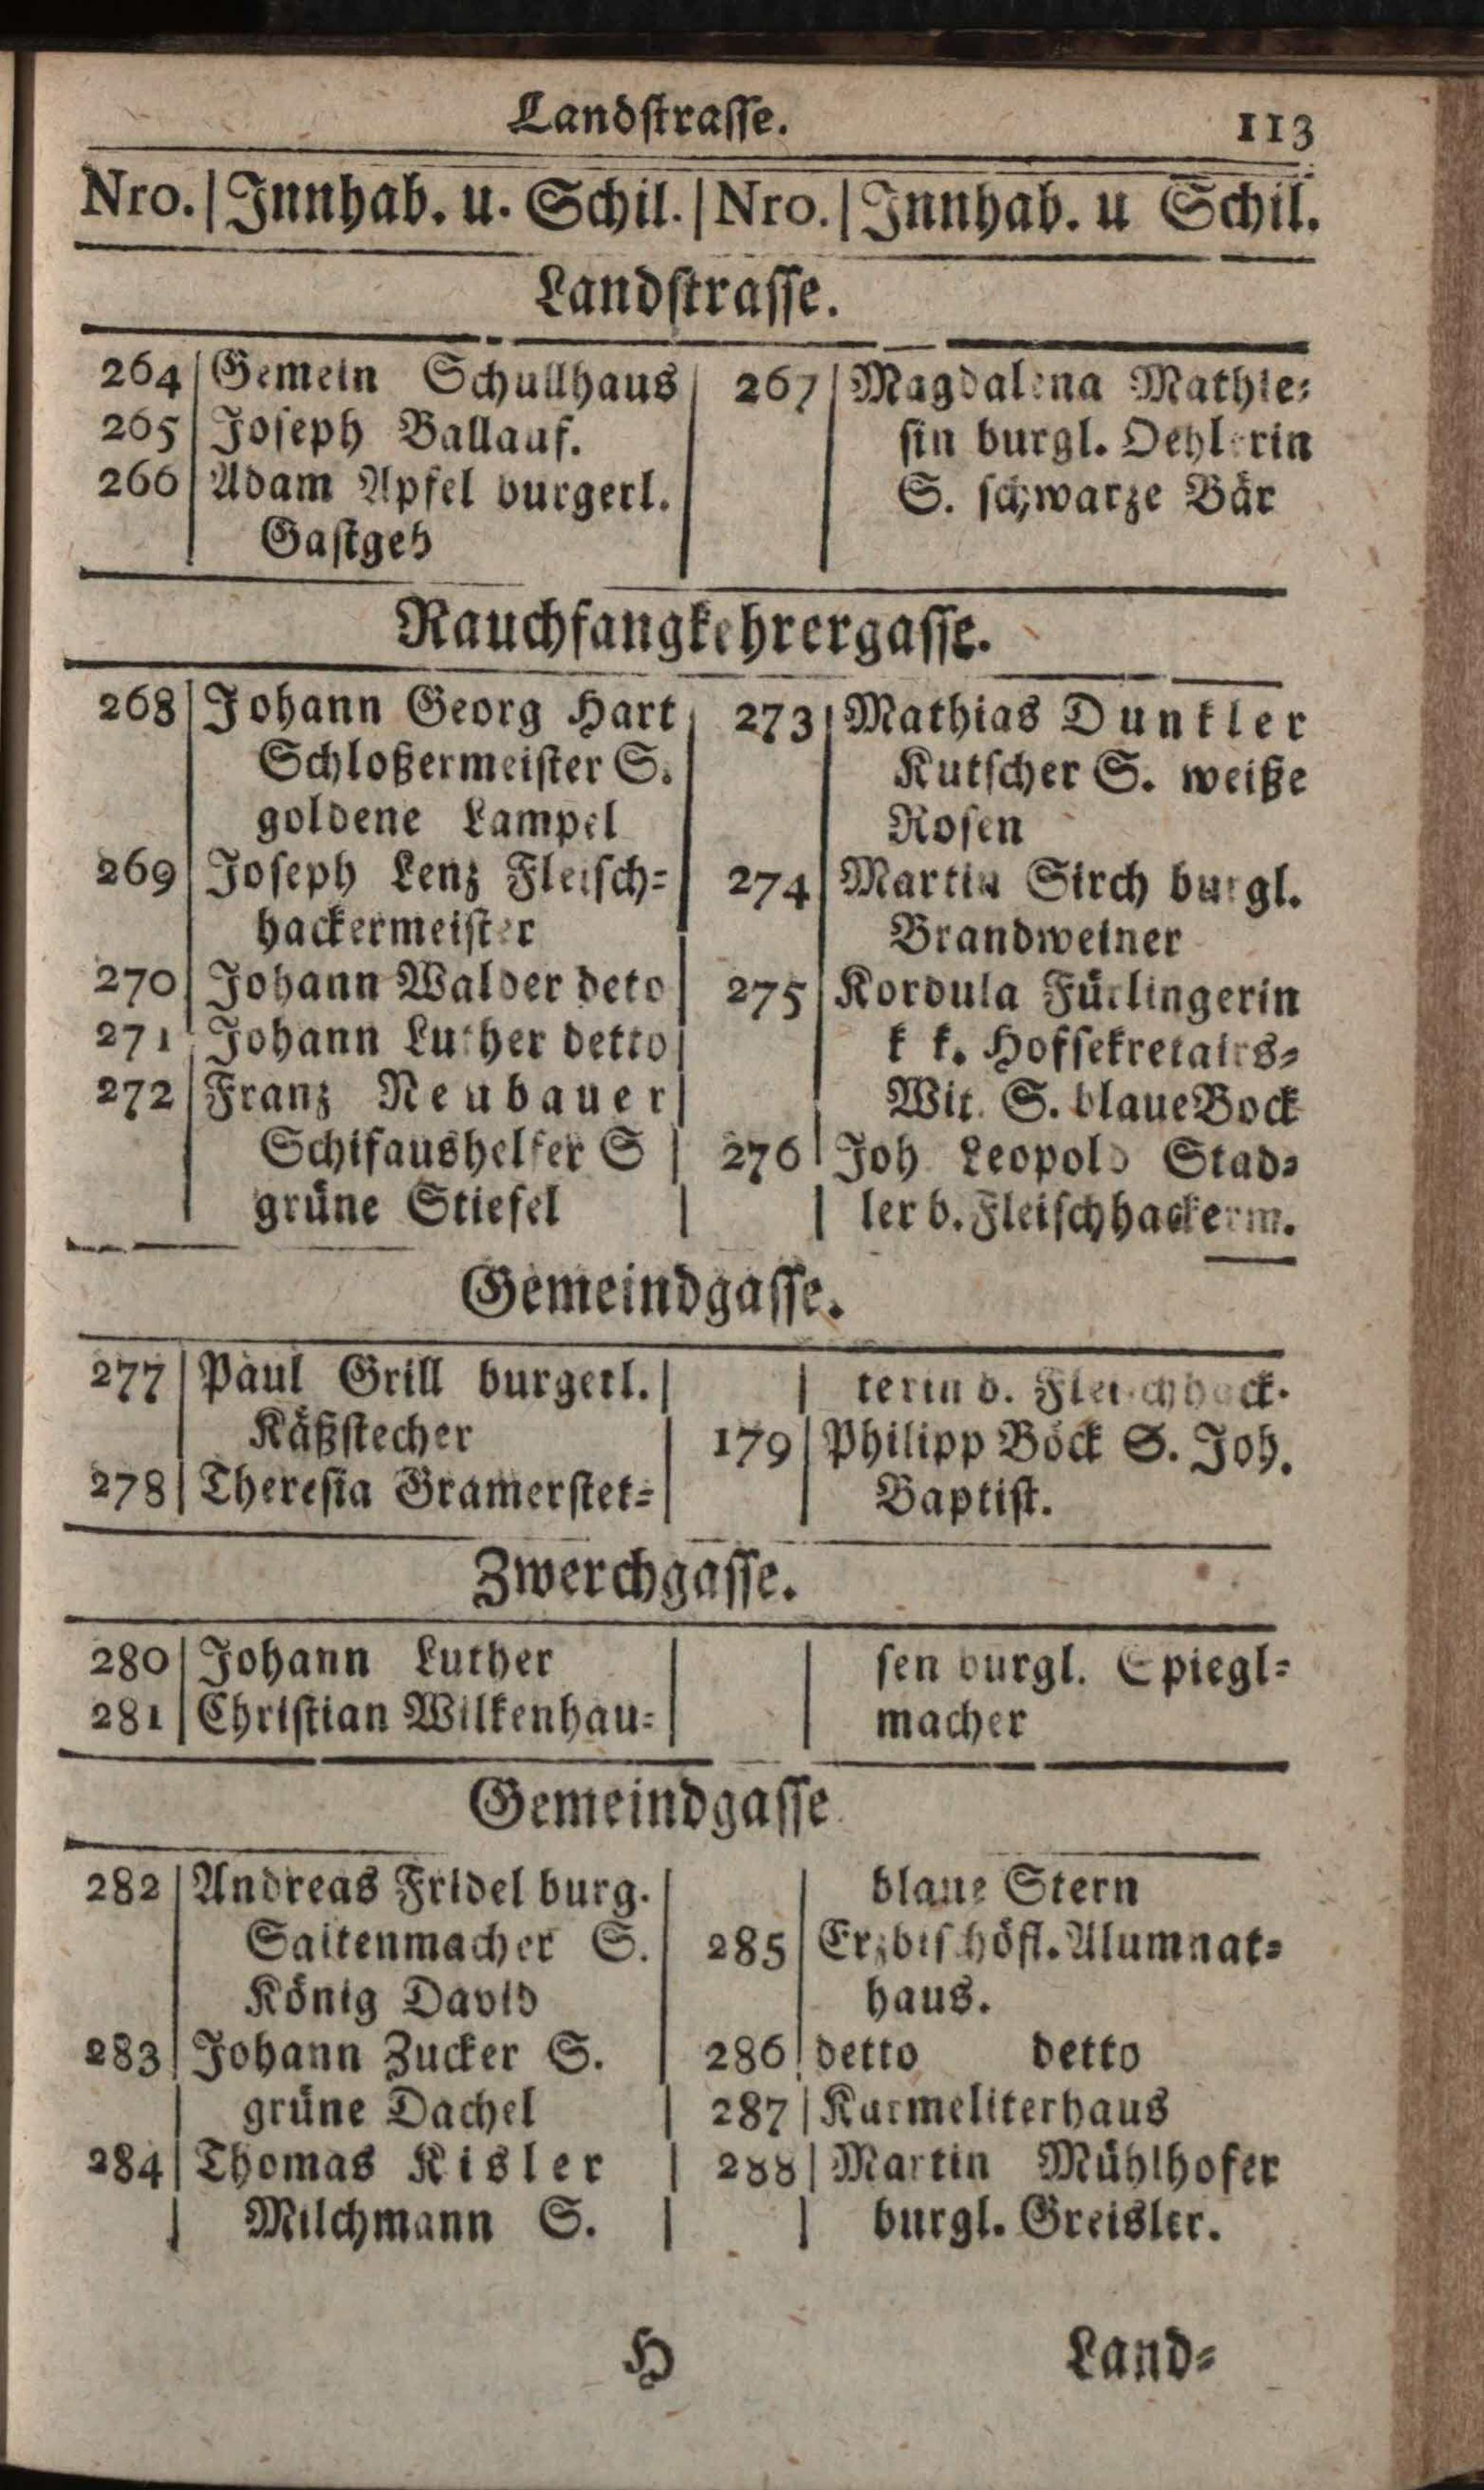 Landstrasse. 113
Nro. | Innhab. u. Schil. | Nro. | Innhab. u Schil.
Landstrasse.
264 Gemein Schullhaus
265 Joseph Ballauf.
266 Adam Apfel burgerl.
Gastgeb
267 Magdalena Mathie-
sin burgl. Oehlerin
S. schwarze Bär
Rauchfangkehrergasse.
268 Johann Georg Hart
Schloßermeister S.
goldene Lampel
269 Joseph Lenz Fleisch-
hackermeister
270 Johann Walder deto
271 Johann Luther detto
272 Franz Neubauer
Schifaushelfer S
grüne Stiefel
273 Mathias Dunkler
Kutscher S. weiße
Rosen
274 Martin Sirch burgl.
Brandweiner
275 Kordula Fürlingerin
k k. Hofsekretairs-
Wit. S. blaue Bock
276 Joh Leopold Stad-
ler b. Fleischhackerm.
Gemeindgasse.
277 Paul Grill burgerl.
Käßstecher
278 Theresia Gramerstet-
terin b. Fleischhack.
179 Philipp Böck S. Joh.
Baptist.
Zwerchgasse.
280 Johann Luther
281 Christian Wilkenhau-
sen burgl. Spiegl-
macher
Gemeindgasse
282 Andreas Fridel burg.
Saitenmacher S.
König David
283 Johann Zucker S.
grüne Dachel
284 Thomas Kisler
Milchmann S.
blaue Stern
285 Erzbischöfl. Alumnat-
haus.
286 detto detto
287 Karmeliterhaus
288 Martin Mühlhofer
burgl. Greisler.
H Land-